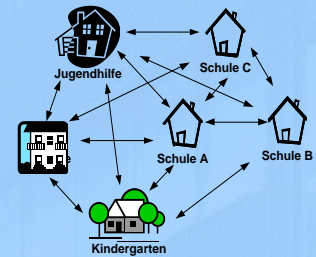 Jugendhilfe
Schule C
Schule A
Schule B
Kindergarten